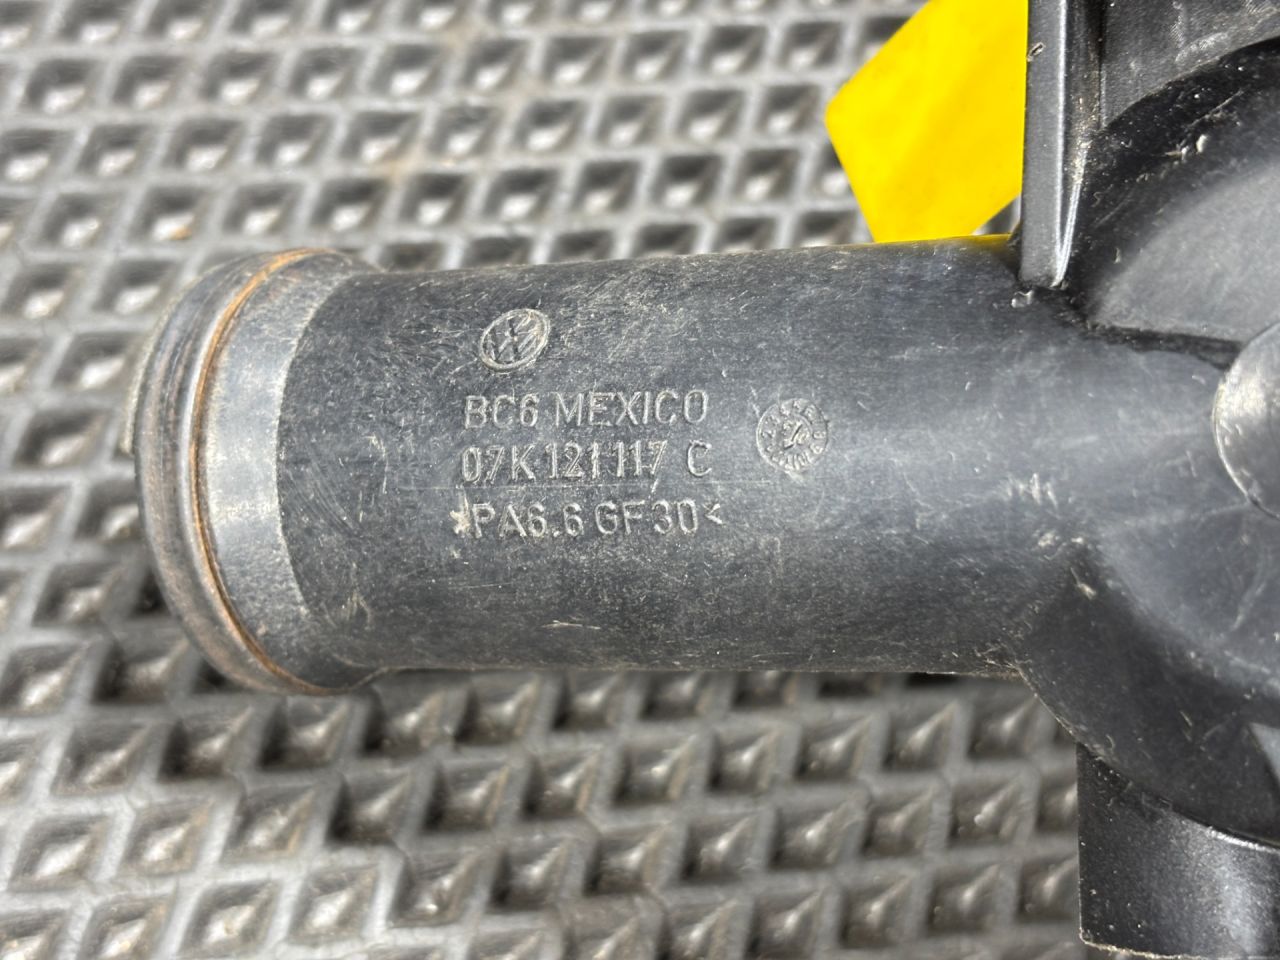 BC6 MEXICO
07K 121 117 C
>PA6.6 GF30<